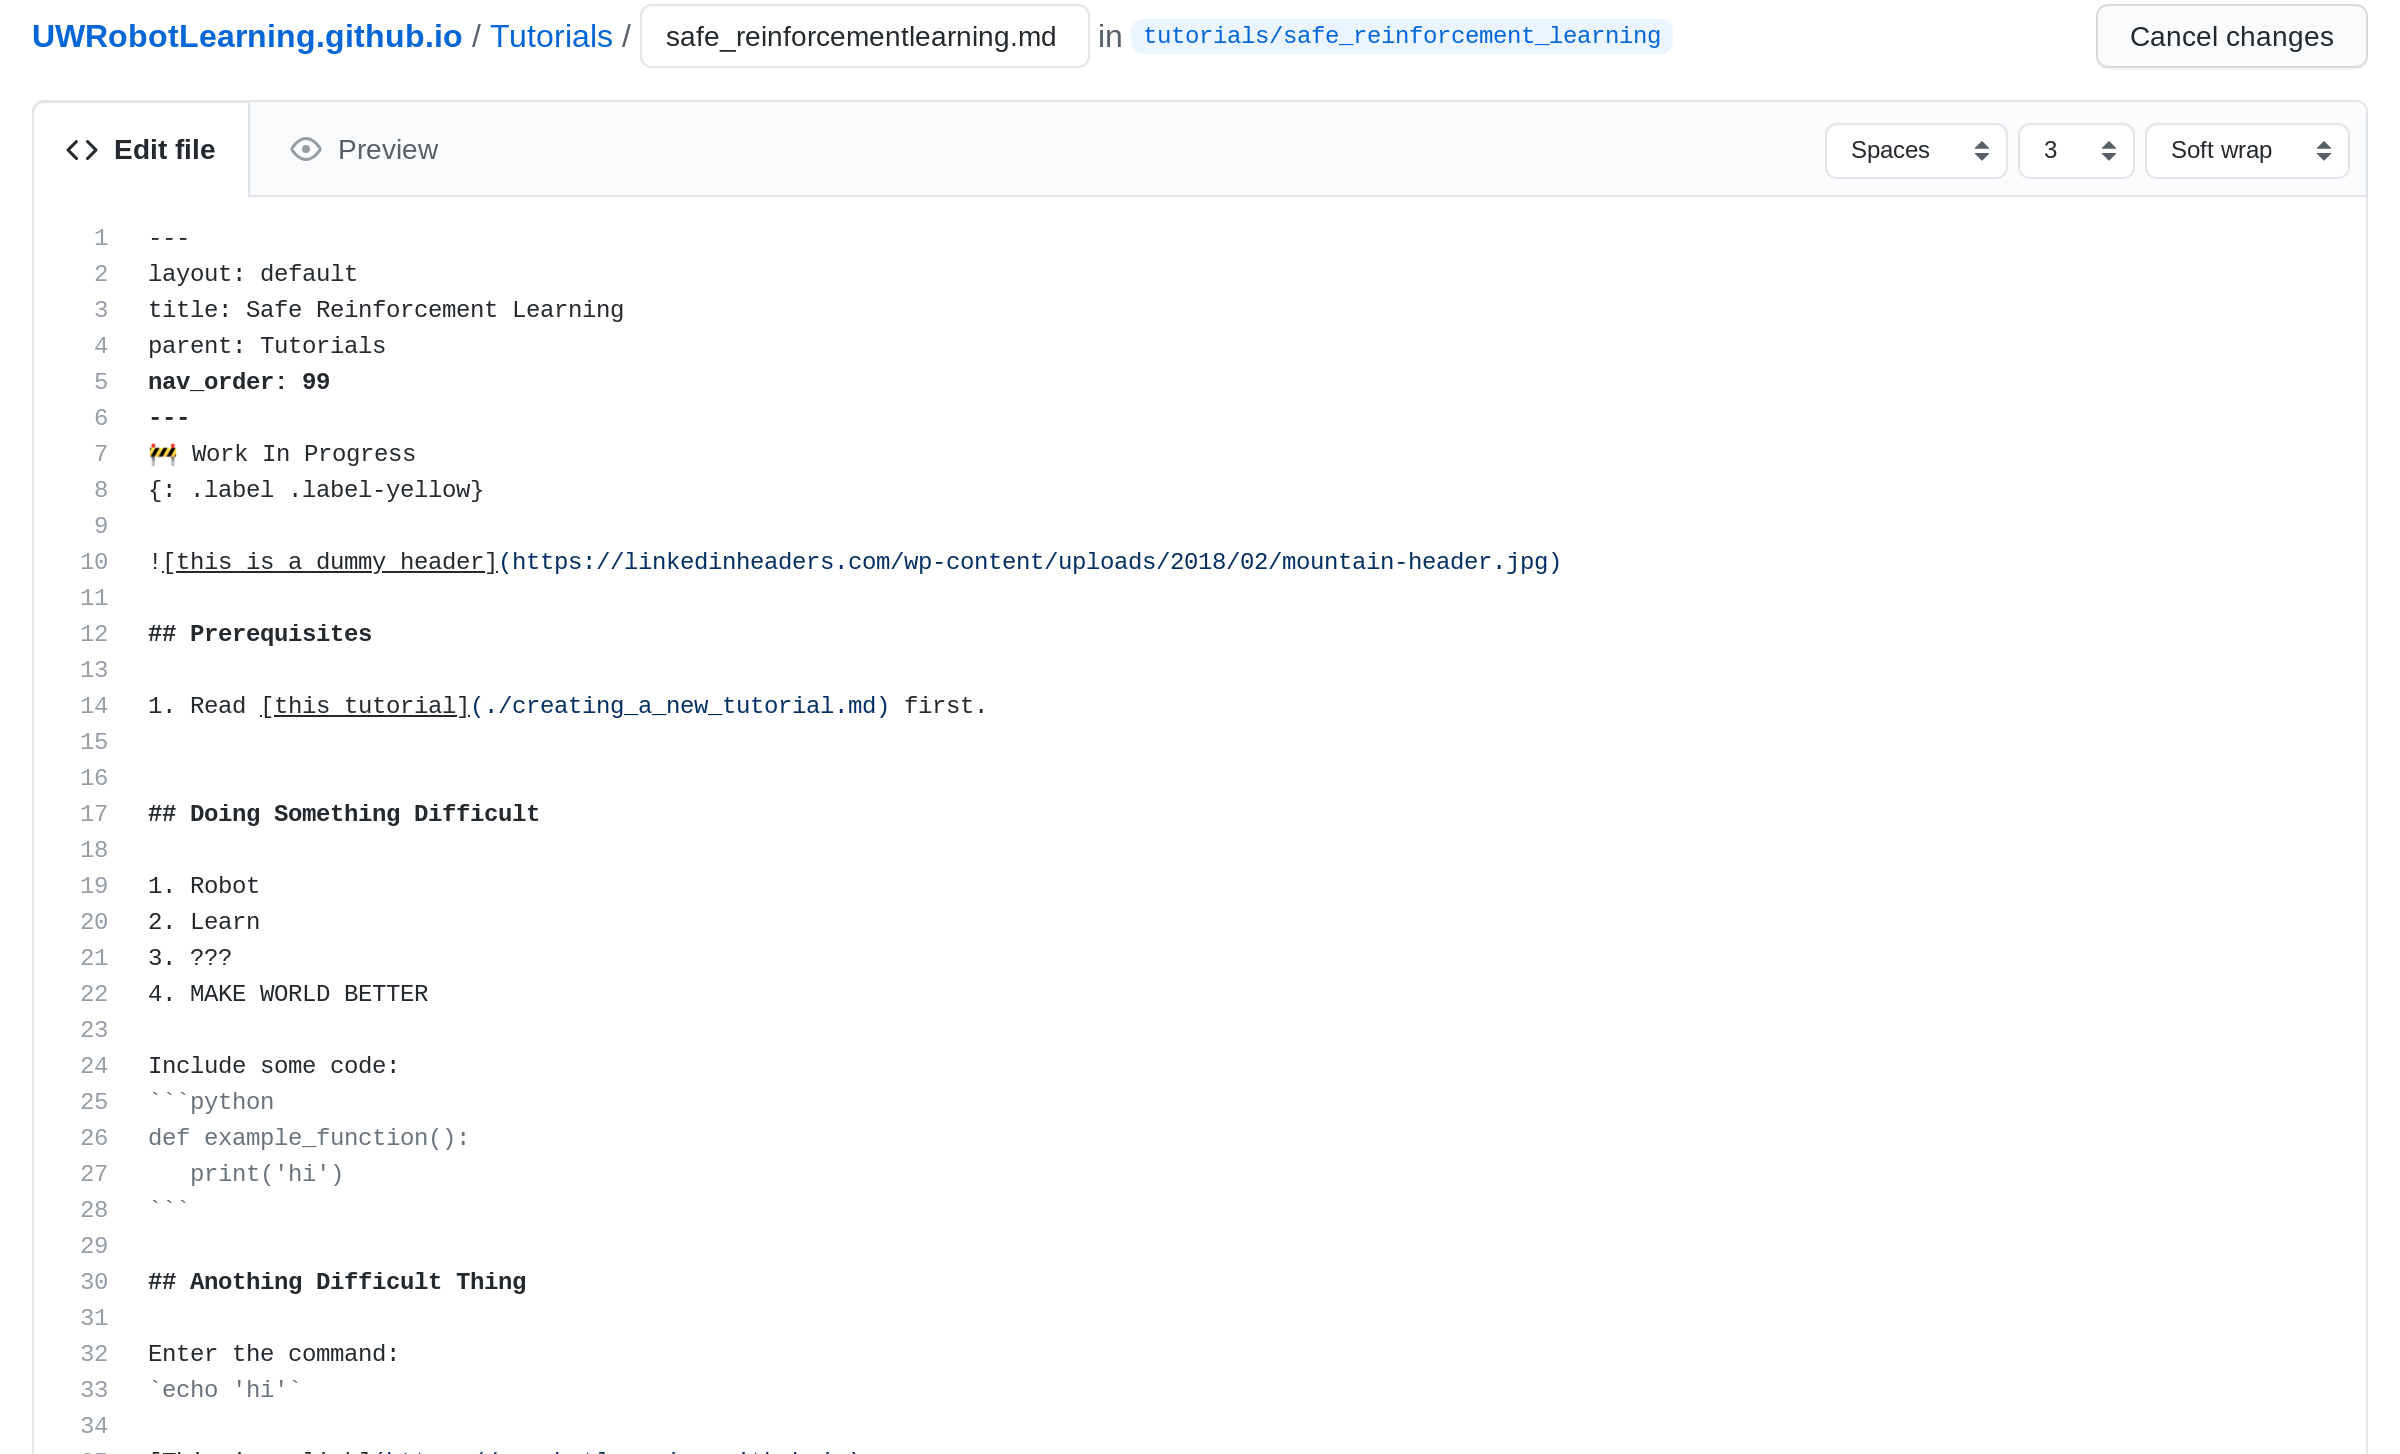 UWRobotLearning.github.io / Tutorials / safe_reinforcementlearning.md in tutorials/safe_reinforcement_learning Cancel changes
Edit file Preview Spaces 3 Soft wrap
1 ---
2 layout: default
3 title: Safe Reinforcement Learning
4 parent: Tutorials
5 nav_order: 99
6 ---
7 🚧 Work In Progress
8 {: .label .label-yellow}
9
10 ![this is a dummy header](https://linkedinheaders.com/wp-content/uploads/2018/02/mountain-header.jpg)
11
12 ## Prerequisites
13
14 1. Read [this tutorial](./creating_a_new_tutorial.md) first.
15
16
17 ## Doing Something Difficult
18
19 1. Robot
20 2. Learn
21 3. ???
22 4. MAKE WORLD BETTER
23
24 Include some code:
25 ```python
26 def example_function():
27    print('hi')
28 ```
29
30 ## Anothing Difficult Thing
31
32 Enter the command:
33 `echo 'hi'`
34